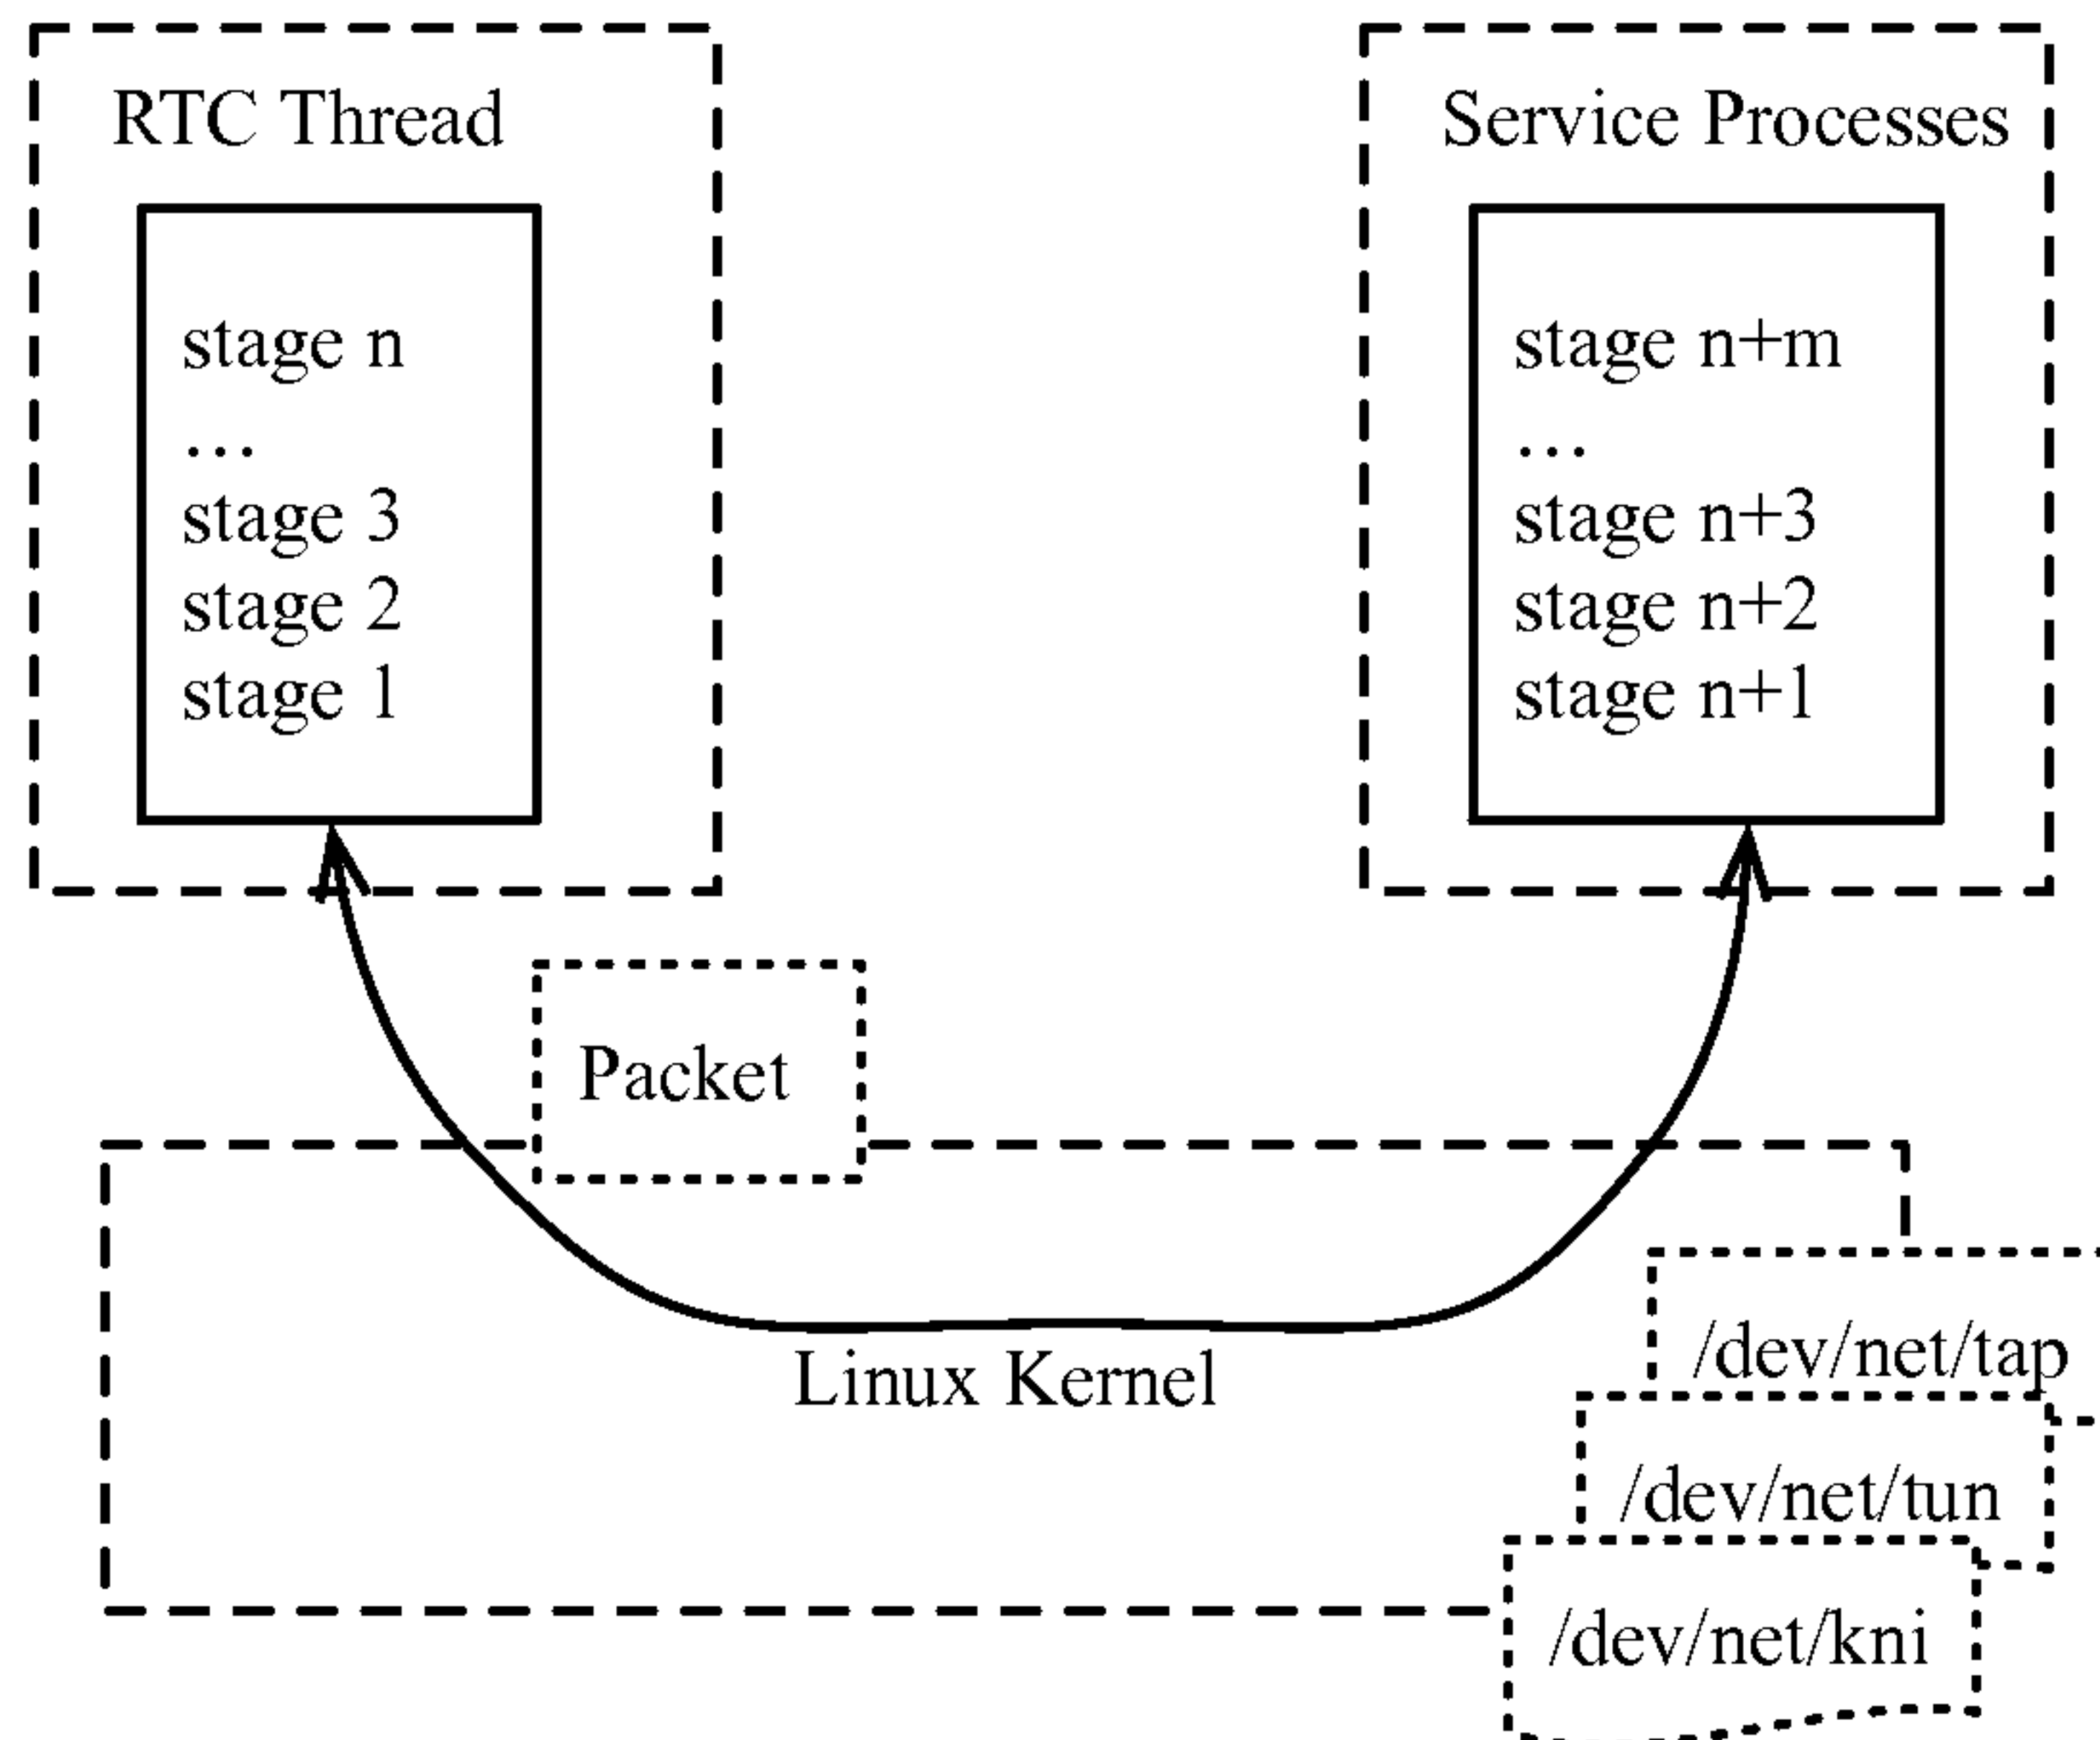 RTC Thread
stage n
...
stage 3
stage 2
stage 1
Service Processes
stage n+m
...
stage n+3
stage n+2
stage n+1
Packet
Linux Kernel
/dev/net/tap
/dev/net/tun
/dev/net/kni